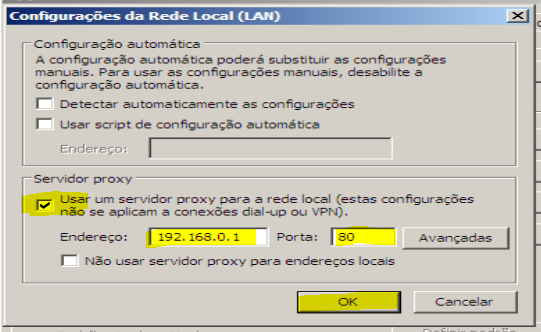 Configurações da Rede Local (LAN)
Configuração automática
A configuração automática poderá substituir as configurações
manuais. Para usar as configurações manuais, desabilite a
configuração automática.
Detectar automaticamente as configurações
Usar script de configuração automática
Endereço:
Servidor proxy
Usar um servidor proxy para a rede local (estas configurações
não se aplicam a conexões dial-up ou VPN).
Endereço: 192.168.0.1 Porta: 80 Avançadas
Não usar servidor proxy para endereços locais
OK Cancelar